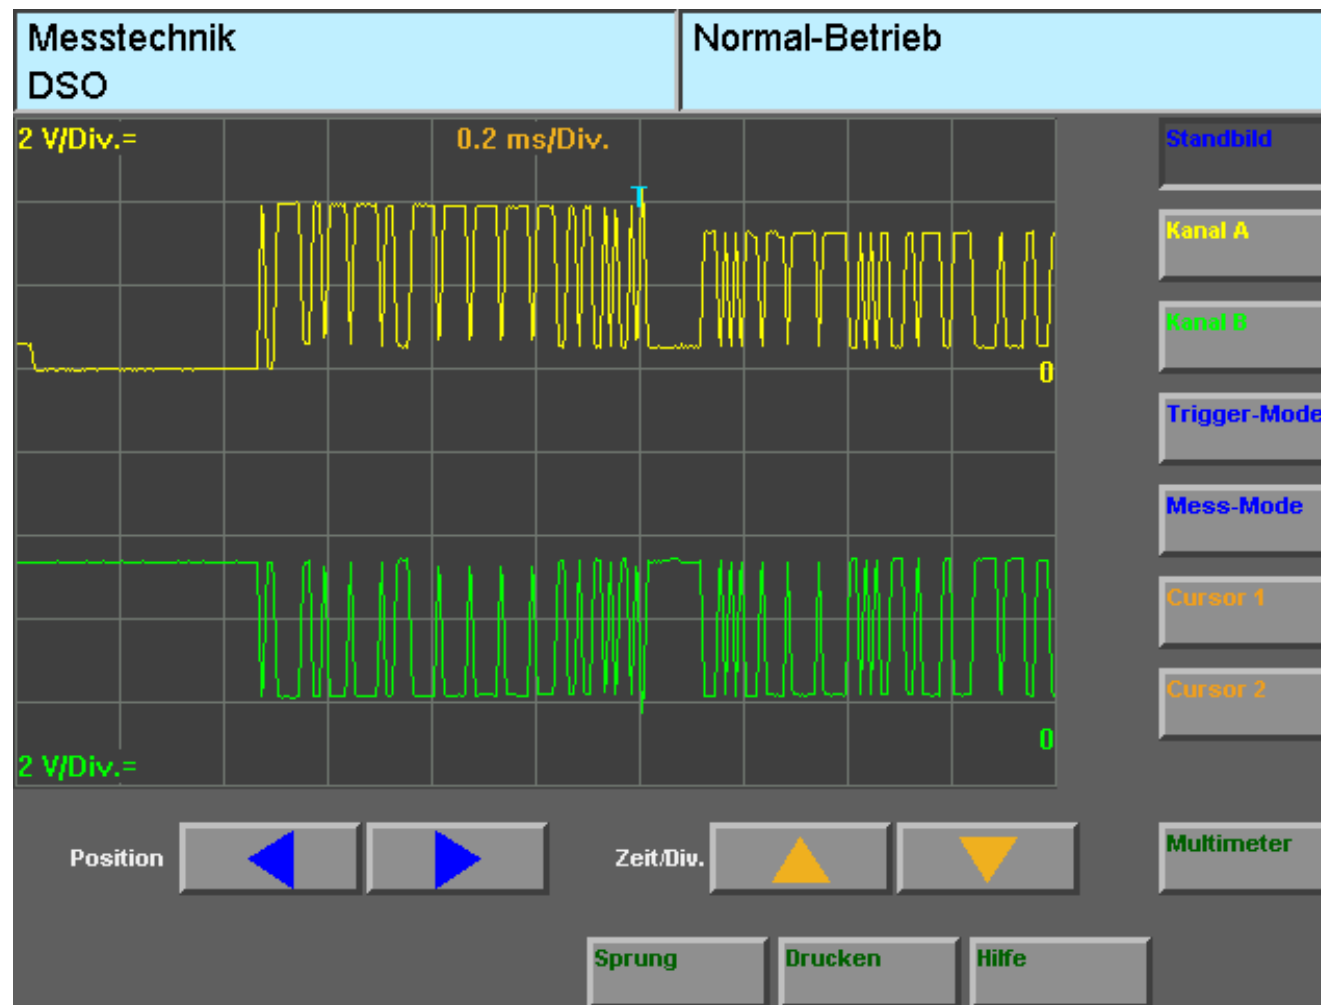 Messtechnik
DSO
Normal-Betrieb
2 V/Div.=
0.2 ms/Div.
T
0
0
2 V/Div.=
Standbild
Kanal A
Kanal B
Trigger-Mode
Mess-Mode
Cursor 1
Cursor 2
Position
Zeit/Div.
Multimeter
Sprung
Drucken
Hilfe